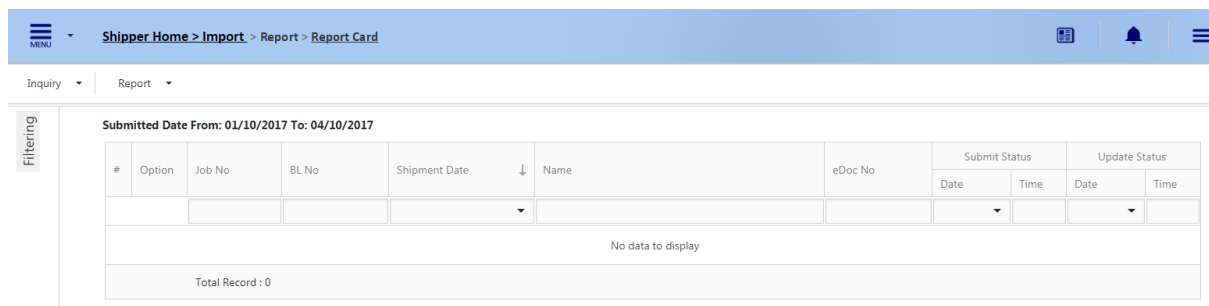 MENU
Shipper Home > Import > Report > Report Card
Inquiry
Report
Filtering
Submitted Date From: 01/10/2017 To: 04/10/2017
# Option Job No BL No Shipment Date ↓ Name eDoc No Submit Status Update Status
Date Time Date Time
No data to display
Total Record : 0